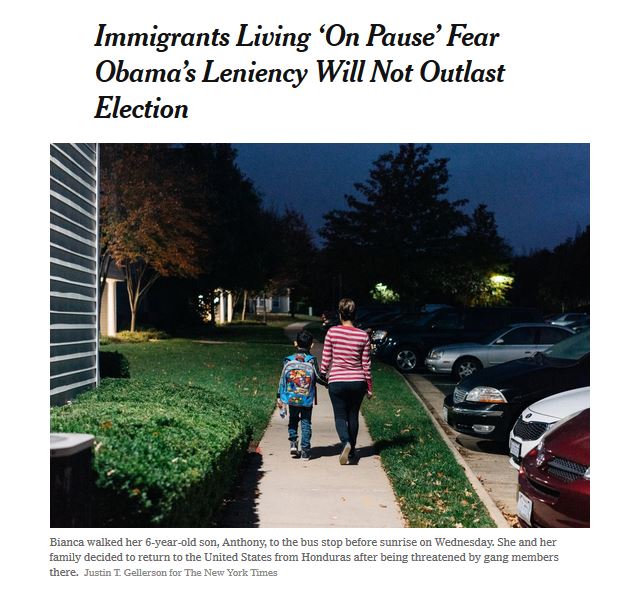 Immigrants Living ‘On Pause’ Fear
Obama’s Leniency Will Not Outlast
Election
Bianca walked her 6-year-old son, Anthony, to the bus stop before sunrise on Wednesday. She and her
family decided to return to the United States from Honduras after being threatened by gang members
there. Justin T. Gellerson for The New York Times